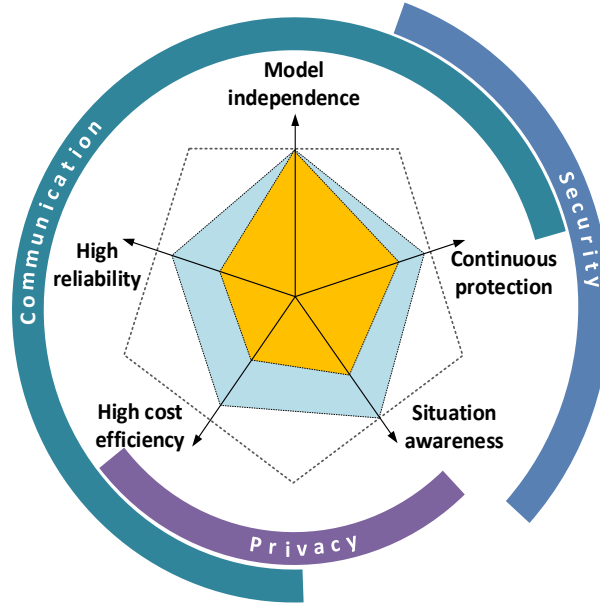 Model
independence
Communication
Security
High
reliability
Continuous
protection
High cost
efficiency
Situation
awareness
Privacy